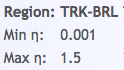 Region: TRK-BRL
Min η: 0.001
Max η: 1.5